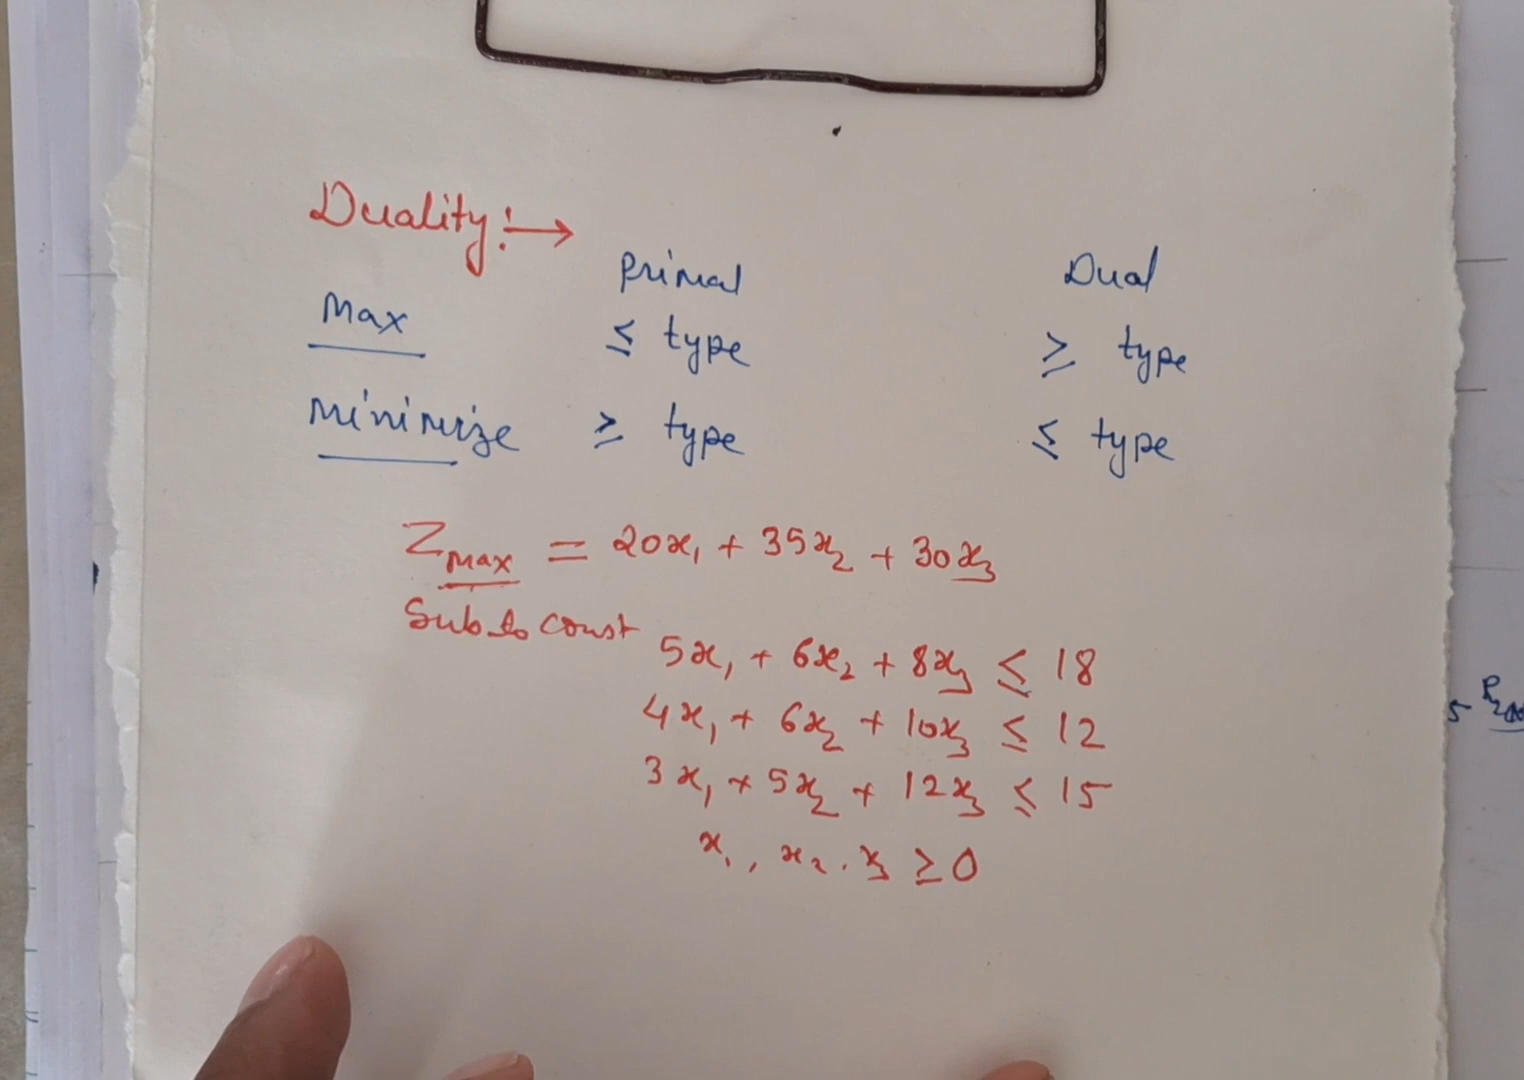 Duality:→
Primal Dual
Max ≤ type ≥ type
Minimize ≥ type ≤ type
Zmax = 20x₁ + 35x₂ + 30x₃
Sub to const
5x₁ + 6x₂ + 8x₃ ≤ 18
4x₁ + 6x₂ + 10x₃ ≤ 12
3x₁ + 5x₂ + 12x₃ ≤ 15
x₁, x₂, x₃ ≥ 0